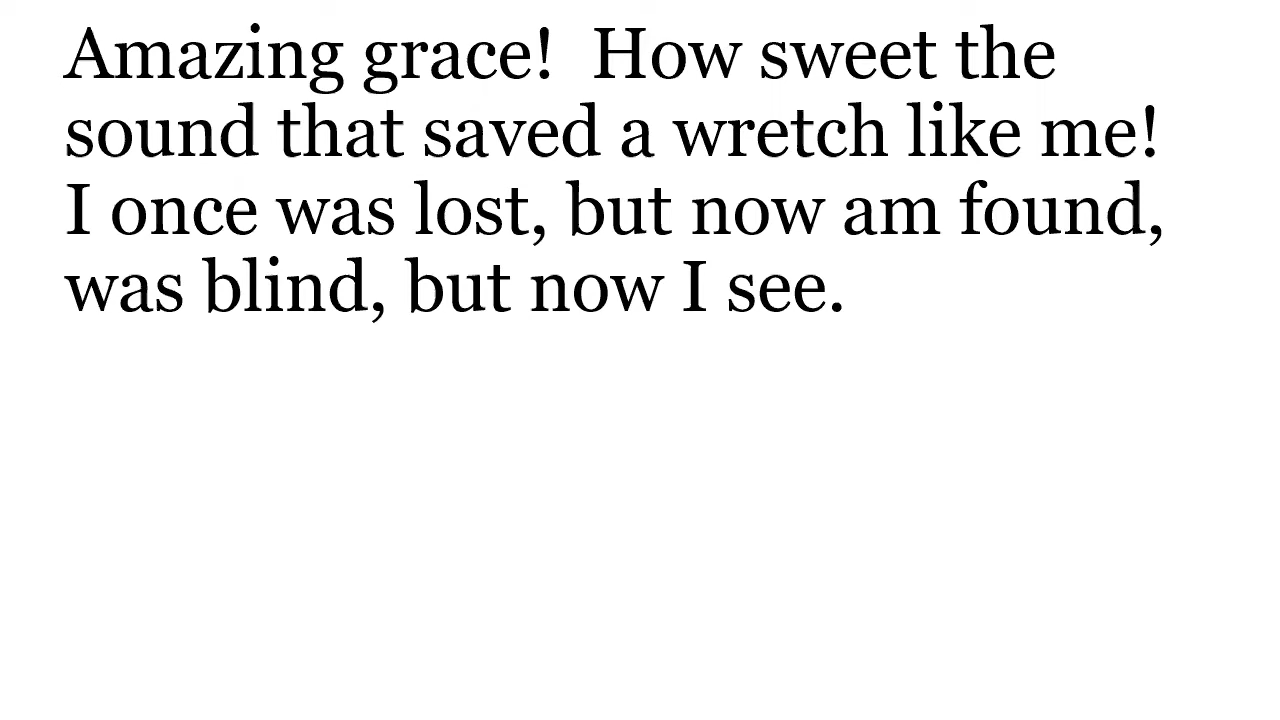 Amazing grace!  How sweet the
sound that saved a wretch like me!
I once was lost, but now am found,
was blind, but now I see.